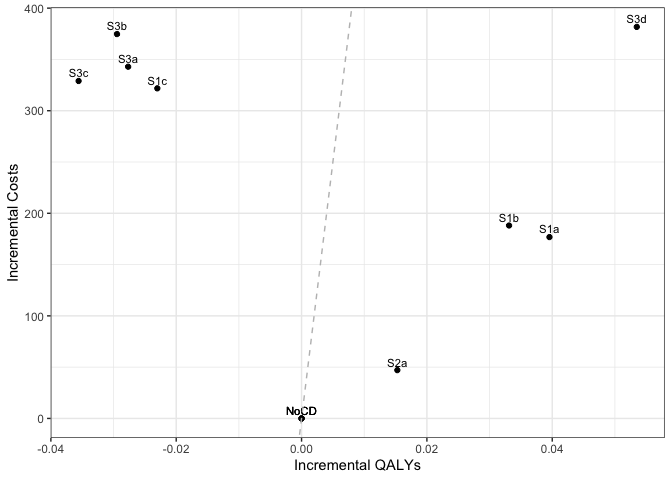 400
S3d
S3b
S3a
S3c
S1c
300
Incremental Costs
200
S1b
S1a
100
S2a
NoCD
0
-0.04
-0.02
0.00
0.02
0.04
Incremental QALYs